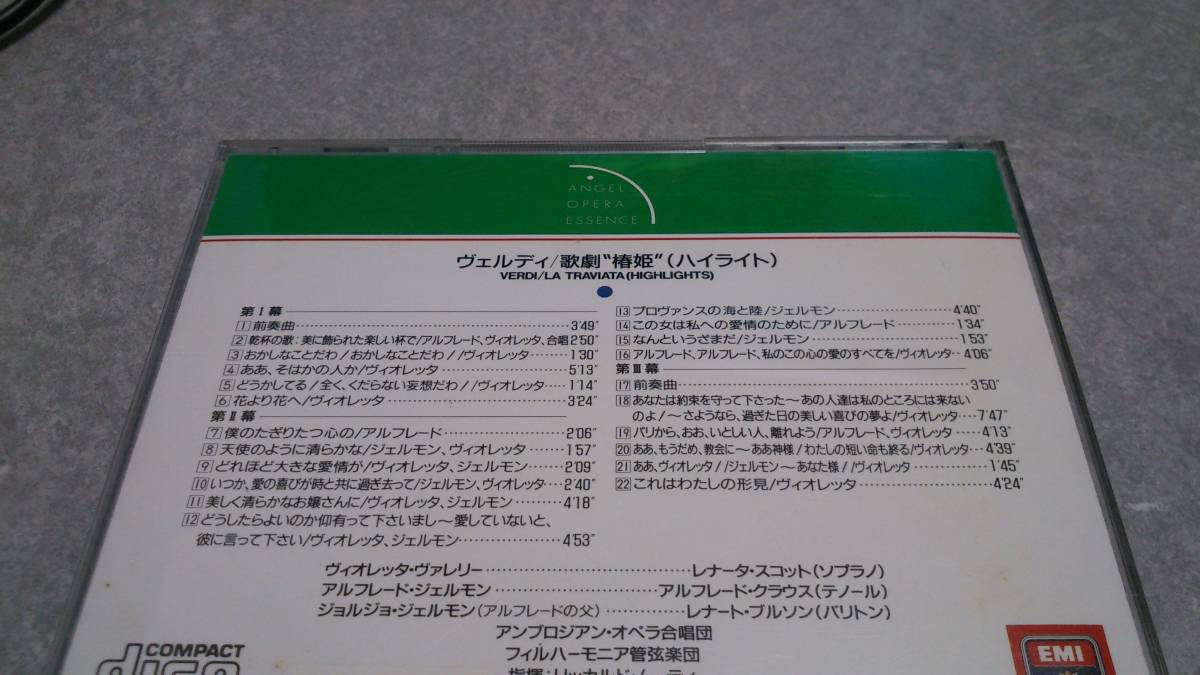 ANGEL
OPERA
ESSENCE
ヴェルディ/歌劇“椿姫”(ハイライト)
VERDI/LA TRAVIATA(HIGHLIGHTS)
第Ⅰ幕
1 前奏曲 3'49"
2 乾杯の歌:美に飾られた楽しい杯で/アルフレード、ヴィオレッタ、合唱 2'50"
3 おかしなことだわ/おかしなことだわ//ヴィオレッタ 1'30"
4 ああ、そはかの人か/ヴィオレッタ 5'13"
5 どうかしてる/全く、くだらない妄想だわ//ヴィオレッタ 1'14"
6 花より花へ/ヴィオレッタ 3'24"
第Ⅱ幕
7 僕のたぎりたつ心の/アルフレード 2'06"
8 天使のように清らかな/ジェルモン、ヴィオレッタ 1'57"
9 どれほど大きな愛情が/ヴィオレッタ、ジェルモン 2'09"
10 いつか、愛の喜びが時と共に過ぎ去って/ジェルモン、ヴィオレッタ 2'40"
11 美しく清らかなお嬢さんに/ヴィオレッタ、ジェルモン 4'18"
12 どうしたらよいのか仰有って下さいまし〜愛していないと、
彼に言って下さい/ヴィオレッタ、ジェルモン 4'53"
13 プロヴァンスの海と陸/ジェルモン 4'40"
14 この女は私への愛情のために/アルフレード 1'34"
15 なんというざまだ/ジェルモン 1'53"
16 アルフレード、アルフレード、私のこの心の愛のすべてを/ヴィオレッタ 4'06"
第Ⅲ幕
17 前奏曲 3'50"
18 あなたは約束を守って下さった〜あの人達は私のところには来ない
のよ!〜さようなら、過ぎた日の美しい喜びの夢よ/ヴィオレッタ 7'47"
19 パリから、おお、いとしい人、離れよう/アルフレード、ヴィオレッタ 4'13"
20 ああ、もうだめ、教会に〜ああ神様/わたしの短い命も終る/ヴィオレッタ 4'39"
21 ああ、ヴィオレッタ//ジェルモン〜あなた様//ヴィオレッタ 1'45"
22 これはわたしの形見/ヴィオレッタ 4'24"
ヴィオレッタ・ヴァレリー レナータ・スコット(ソプラノ)
アルフレード・ジェルモン アルフレード・クラウス(テノール)
ジョルジョ・ジェルモン(アルフレードの父) レナート・ブルソン(バリトン)
アンブロジアン・オペラ合唱団
フィルハーモニア管弦楽団
指揮:リッカルド・ムーティ
COMPACT
disc
EMI